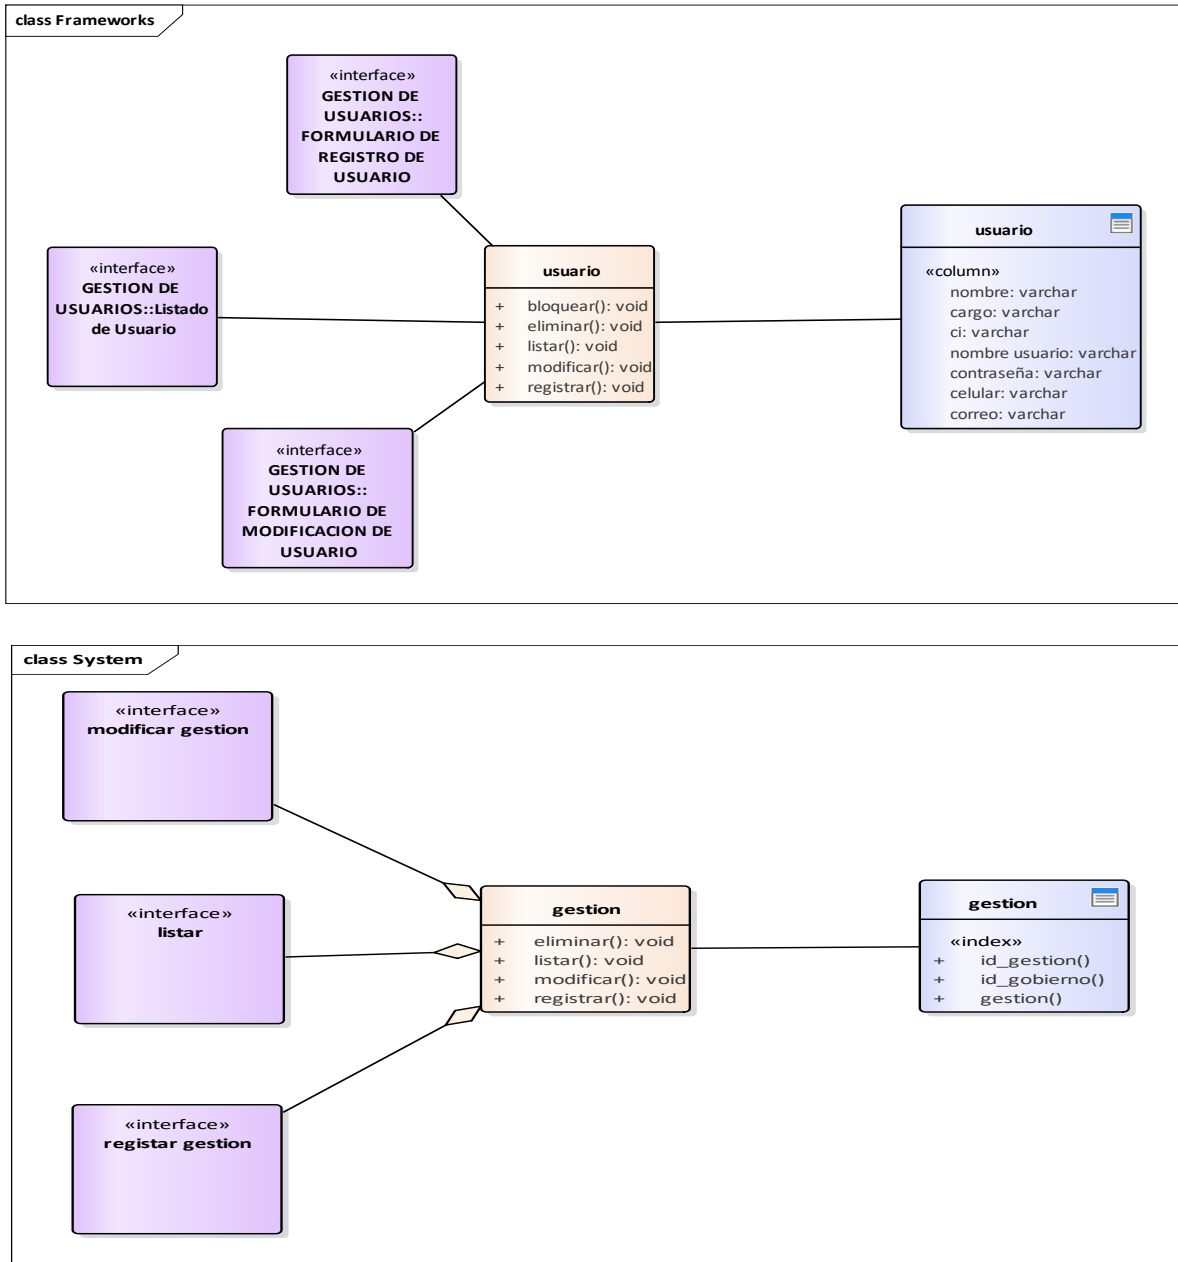 class Frameworks
«interface»
GESTION DE
USUARIOS::
FORMULARIO DE
REGISTRO DE
USUARIO
«interface»
GESTION DE
USUARIOS::Listado
de Usuario
«interface»
GESTION DE
USUARIOS::
FORMULARIO DE
MODIFICACION DE
USUARIO
usuario
+ bloquear(): void
+ eliminar(): void
+ listar(): void
+ modificar(): void
+ registrar(): void
usuario
«column»
nombre: varchar
cargo: varchar
ci: varchar
nombre usuario: varchar
contraseña: varchar
celular: varchar
correo: varchar
class System
«interface»
modificar gestion
«interface»
listar
«interface»
registar gestion
gestion
+ eliminar(): void
+ listar(): void
+ modificar(): void
+ registrar(): void
gestion
«index»
+ id_gestion()
+ id_gobierno()
+ gestion()